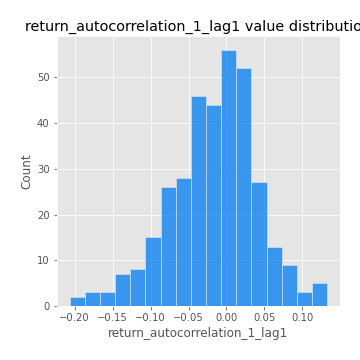 return_autocorrelation_1_lag1 value distributio
50
40
30
20
10
0
Count
−0.20 −0.15 −0.10 −0.05 0.00 0.05 0.10
return_autocorrelation_1_lag1